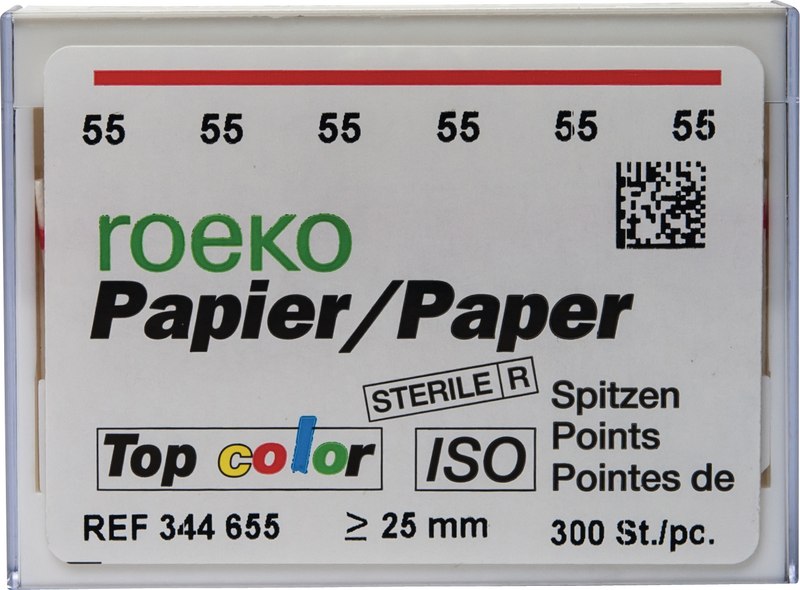 55 55 55 55 55 55
roeko
Papier/Paper
STERILE R
Spitzen
Points
Pointes de
Top color
ISO
REF 344 655
≥ 25 mm
300 St./pc.